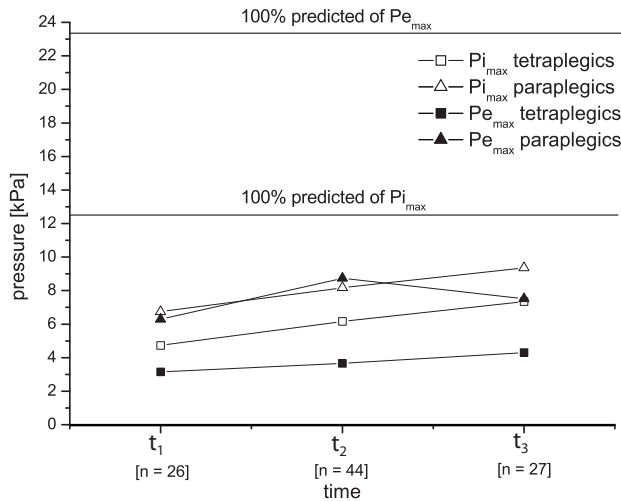 100% predicted of Pemax
24
22
20
18
16
14
12
10
8
6
4
2
0
pressure [kPa]
Pimax tetraplegics
Pimax paraplegics
Pemax tetraplegics
Pemax paraplegics
100% predicted of Pimax
t1 t2 t3
[n = 26] [n = 44] [n = 27]
time